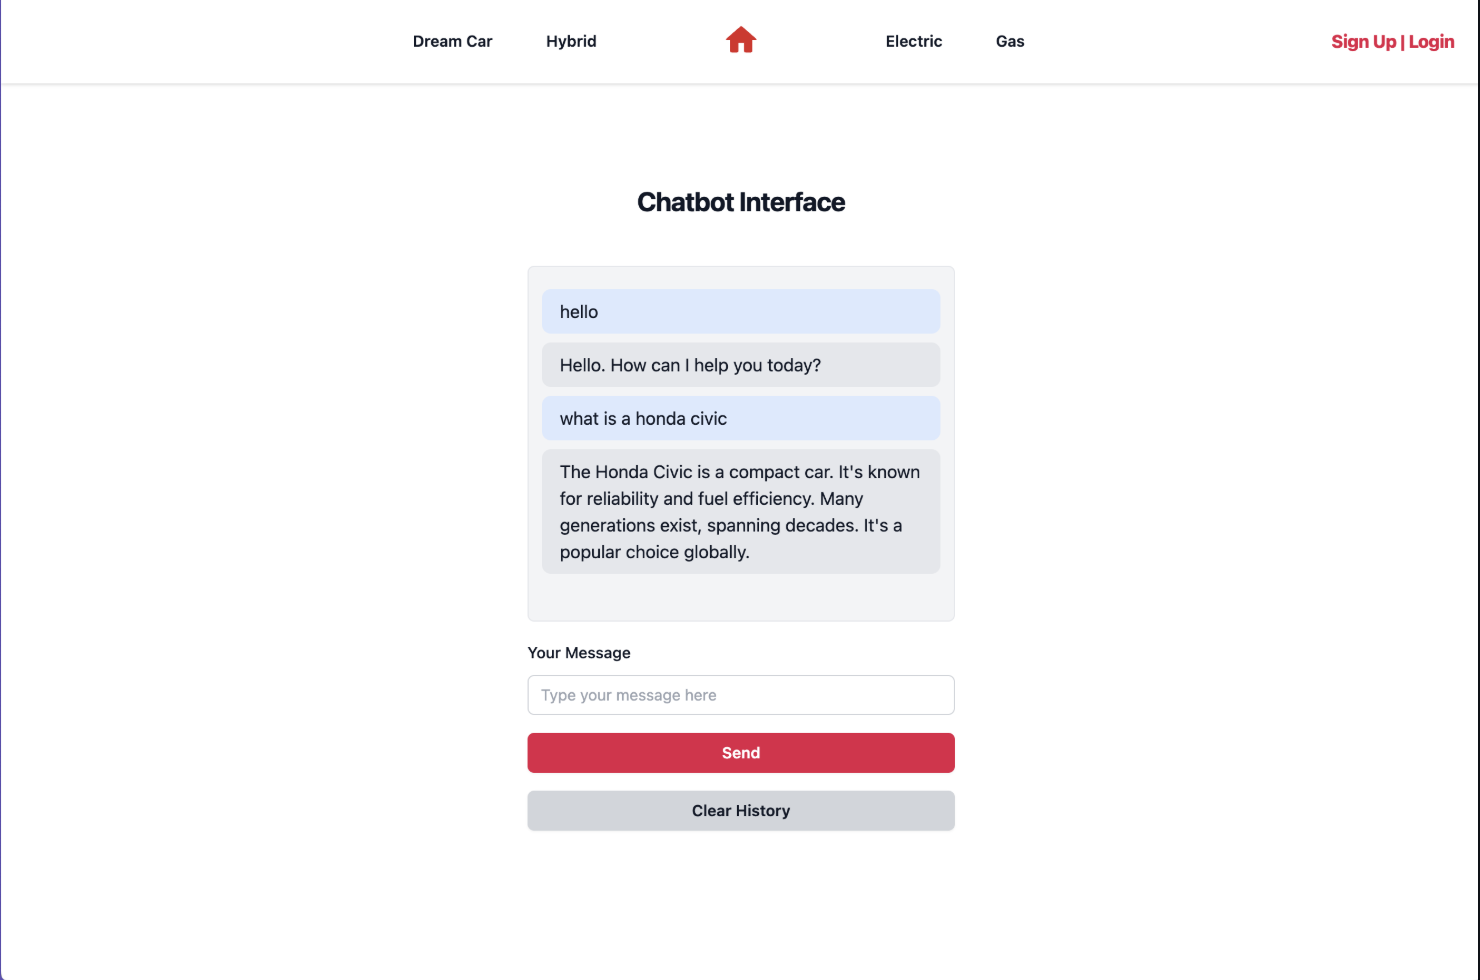 Dream Car Hybrid Electric Gas Sign Up | Login
Chatbot Interface
hello
Hello. How can I help you today?
what is a honda civic
The Honda Civic is a compact car. It's known
for reliability and fuel efficiency. Many
generations exist, spanning decades. It's a
popular choice globally.
Your Message
Type your message here
Send
Clear History